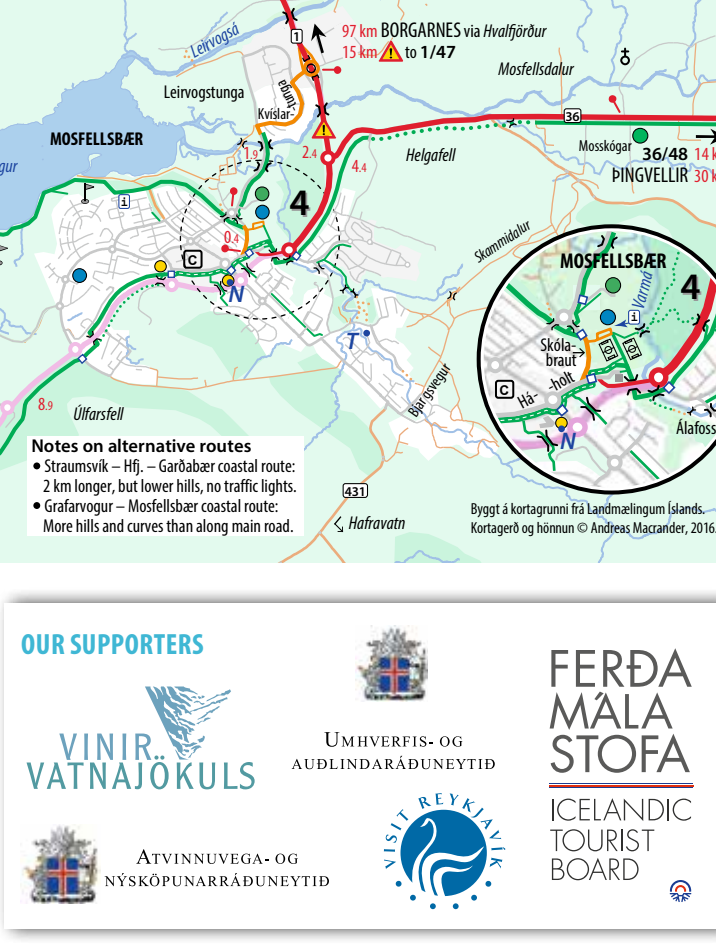 97 km BORGARNES via Hvalfjörður
15 km ! to 1/47
1
Leirvogsá
Mosfellsdalur
Leirvogstunga
Kvíslar-
tunga
36
MOSFELLSBÆR
Mosskógar
36/48 14 k
ÞINGVELLIR 30 k
1.9
2.4
4.4
Helgafell
gur
i
4
0.4
C
N
Skammidalur
T
Bjargsvegur
MOSFELLSBÆR
4
Varmá
i
Skóla-
braut
Há-
-holt
C
N
Álafoss
8.9
Úlfarsfell
Notes on alternative routes
• Straumsvík – Hfj. – Garðabær coastal route:
2 km longer, but lower hills, no traffic lights.
• Grafarvogur – Mosfellsbær coastal route:
More hills and curves than along main road.
431
Hafravatn
Byggt á kortagrunni frá Landmælingum Íslands.
Kortagerð og hönnun © Andreas Macrander, 2016.
OUR SUPPORTERS
VINIR
VATNAJÖKULS
UMHVERFIS- OG
AUÐLINDARÁÐUNEYTIÐ
FERÐA
MÁLA
STOFA
ICELANDIC
TOURIST
BOARD
ATVINNUVEGA- OG
NÝSKÖPUNARRÁÐUNEYTIÐ
VISIT REYKJAVÍK